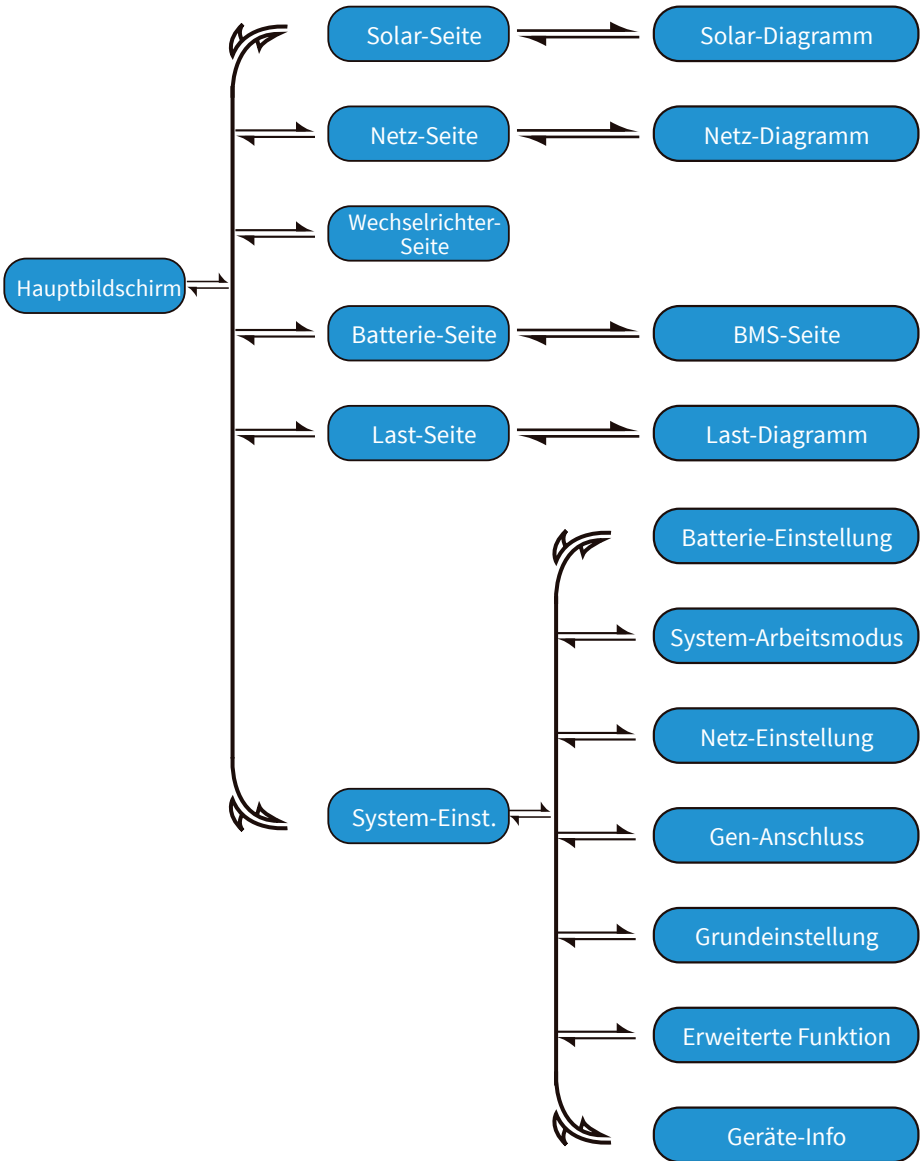 Solar-Seite
Solar-Diagramm
Netz-Seite
Netz-Diagramm
Wechselrichter-
Seite
Hauptbildschirm
Batterie-Seite
BMS-Seite
Last-Seite
Last-Diagramm
Batterie-Einstellung
System-Arbeitsmodus
Netz-Einstellung
System-Einst.
Gen-Anschluss
Grundeinstellung
Erweiterte Funktion
Geräte-Info